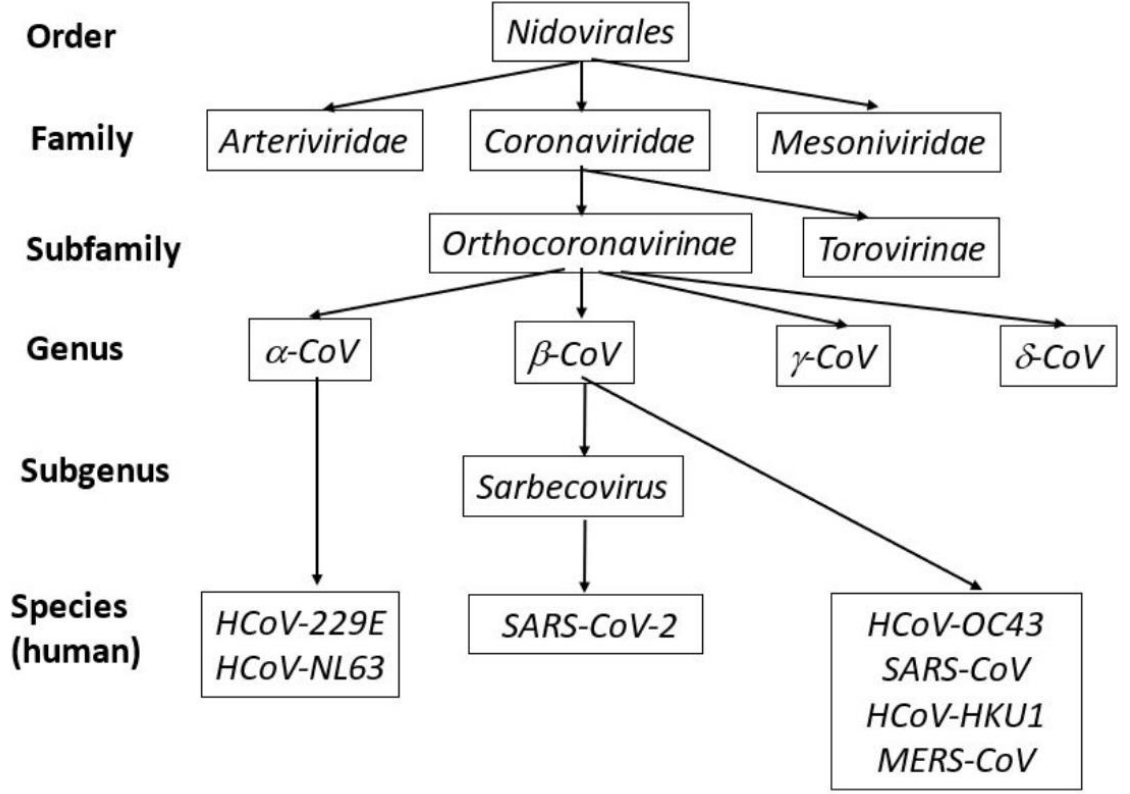 Order
Nidovirales
Family
Arteriviridae
Coronaviridae
Mesoniviridae
Subfamily
Orthocoronavirinae
Torovirinae
Genus
α-CoV
β-CoV
γ-CoV
δ-CoV
Subgenus
Sarbecovirus
Species
(human)
HCoV-229E
HCoV-NL63
SARS-CoV-2
HCoV-OC43
SARS-CoV
HCoV-HKU1
MERS-CoV